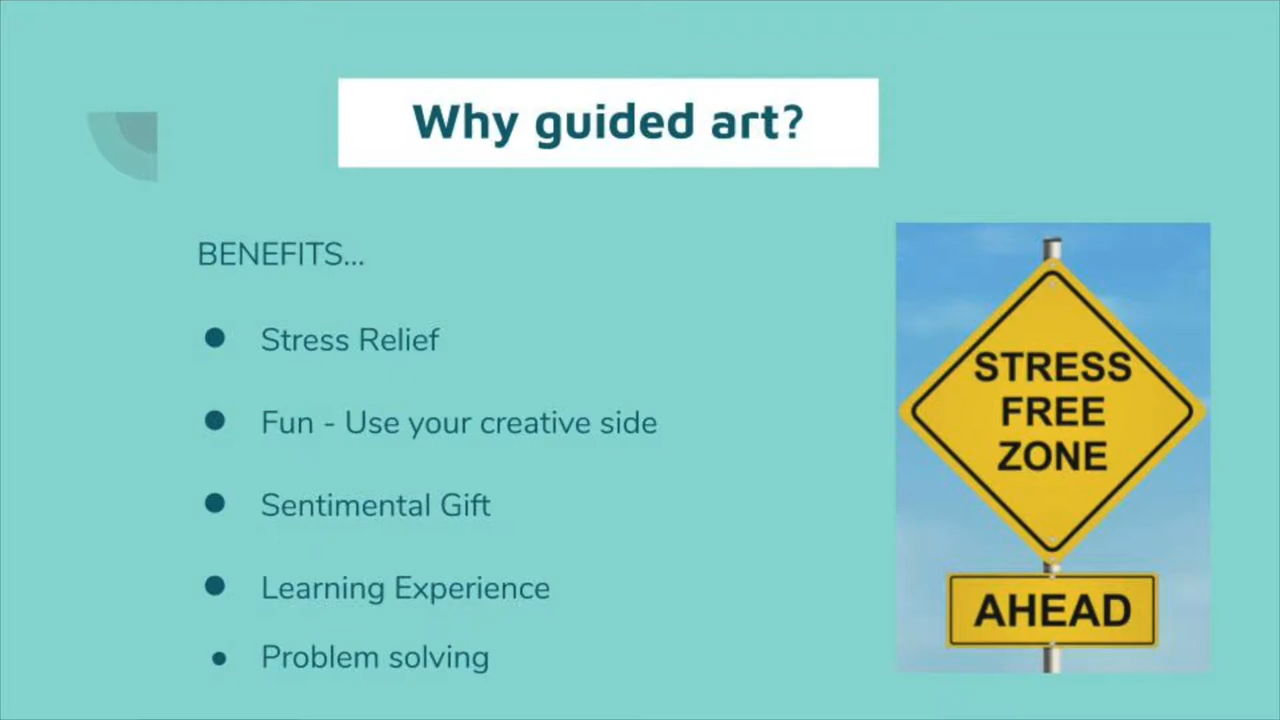 Why guided art?
BENEFITS...
● Stress Relief
● Fun - Use your creative side
● Sentimental Gift
● Learning Experience
● Problem solving
STRESS
FREE
ZONE
AHEAD